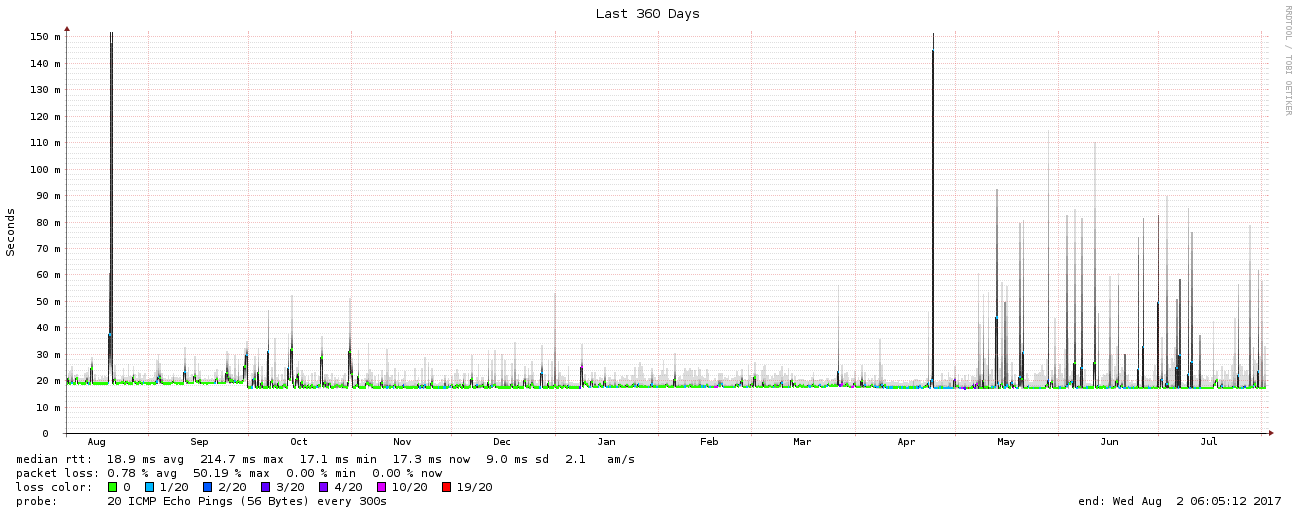 Last 360 Days
RRDTOOL / TOBI OETIKER
Seconds
150 m
140 m
130 m
120 m
110 m
100 m
90 m
80 m
70 m
60 m
50 m
40 m
30 m
20 m
10 m
0
Aug Sep Oct Nov Dec Jan Feb Mar Apr May Jun Jul
median rtt: 18.9 ms avg 214.7 ms max 17.1 ms min 17.3 ms now 9.0 ms sd 2.1 am/s
packet loss: 0.78 % avg 50.19 % max 0.00 % min 0.00 % now
loss color: 0 1/20 2/20 3/20 4/20 10/20 19/20
probe: 20 ICMP Echo Pings (56 Bytes) every 300s end: Wed Aug 2 06:05:12 2017